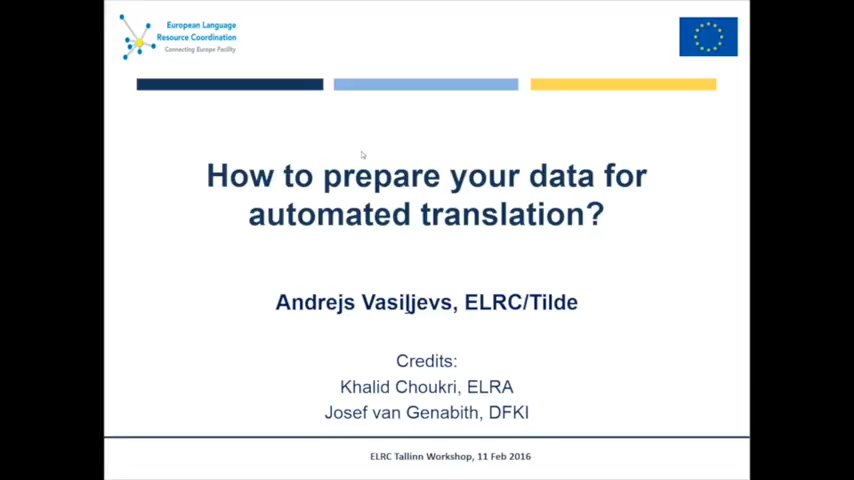 European Language
Resource Coordination
Connecting Europe Facility
How to prepare your data for
automated translation?
Andrejs Vasiļjevs, ELRC/Tilde
Credits:
Khalid Choukri, ELRA
Josef van Genabith, DFKI
ELRC Tallinn Workshop, 11 Feb 2016